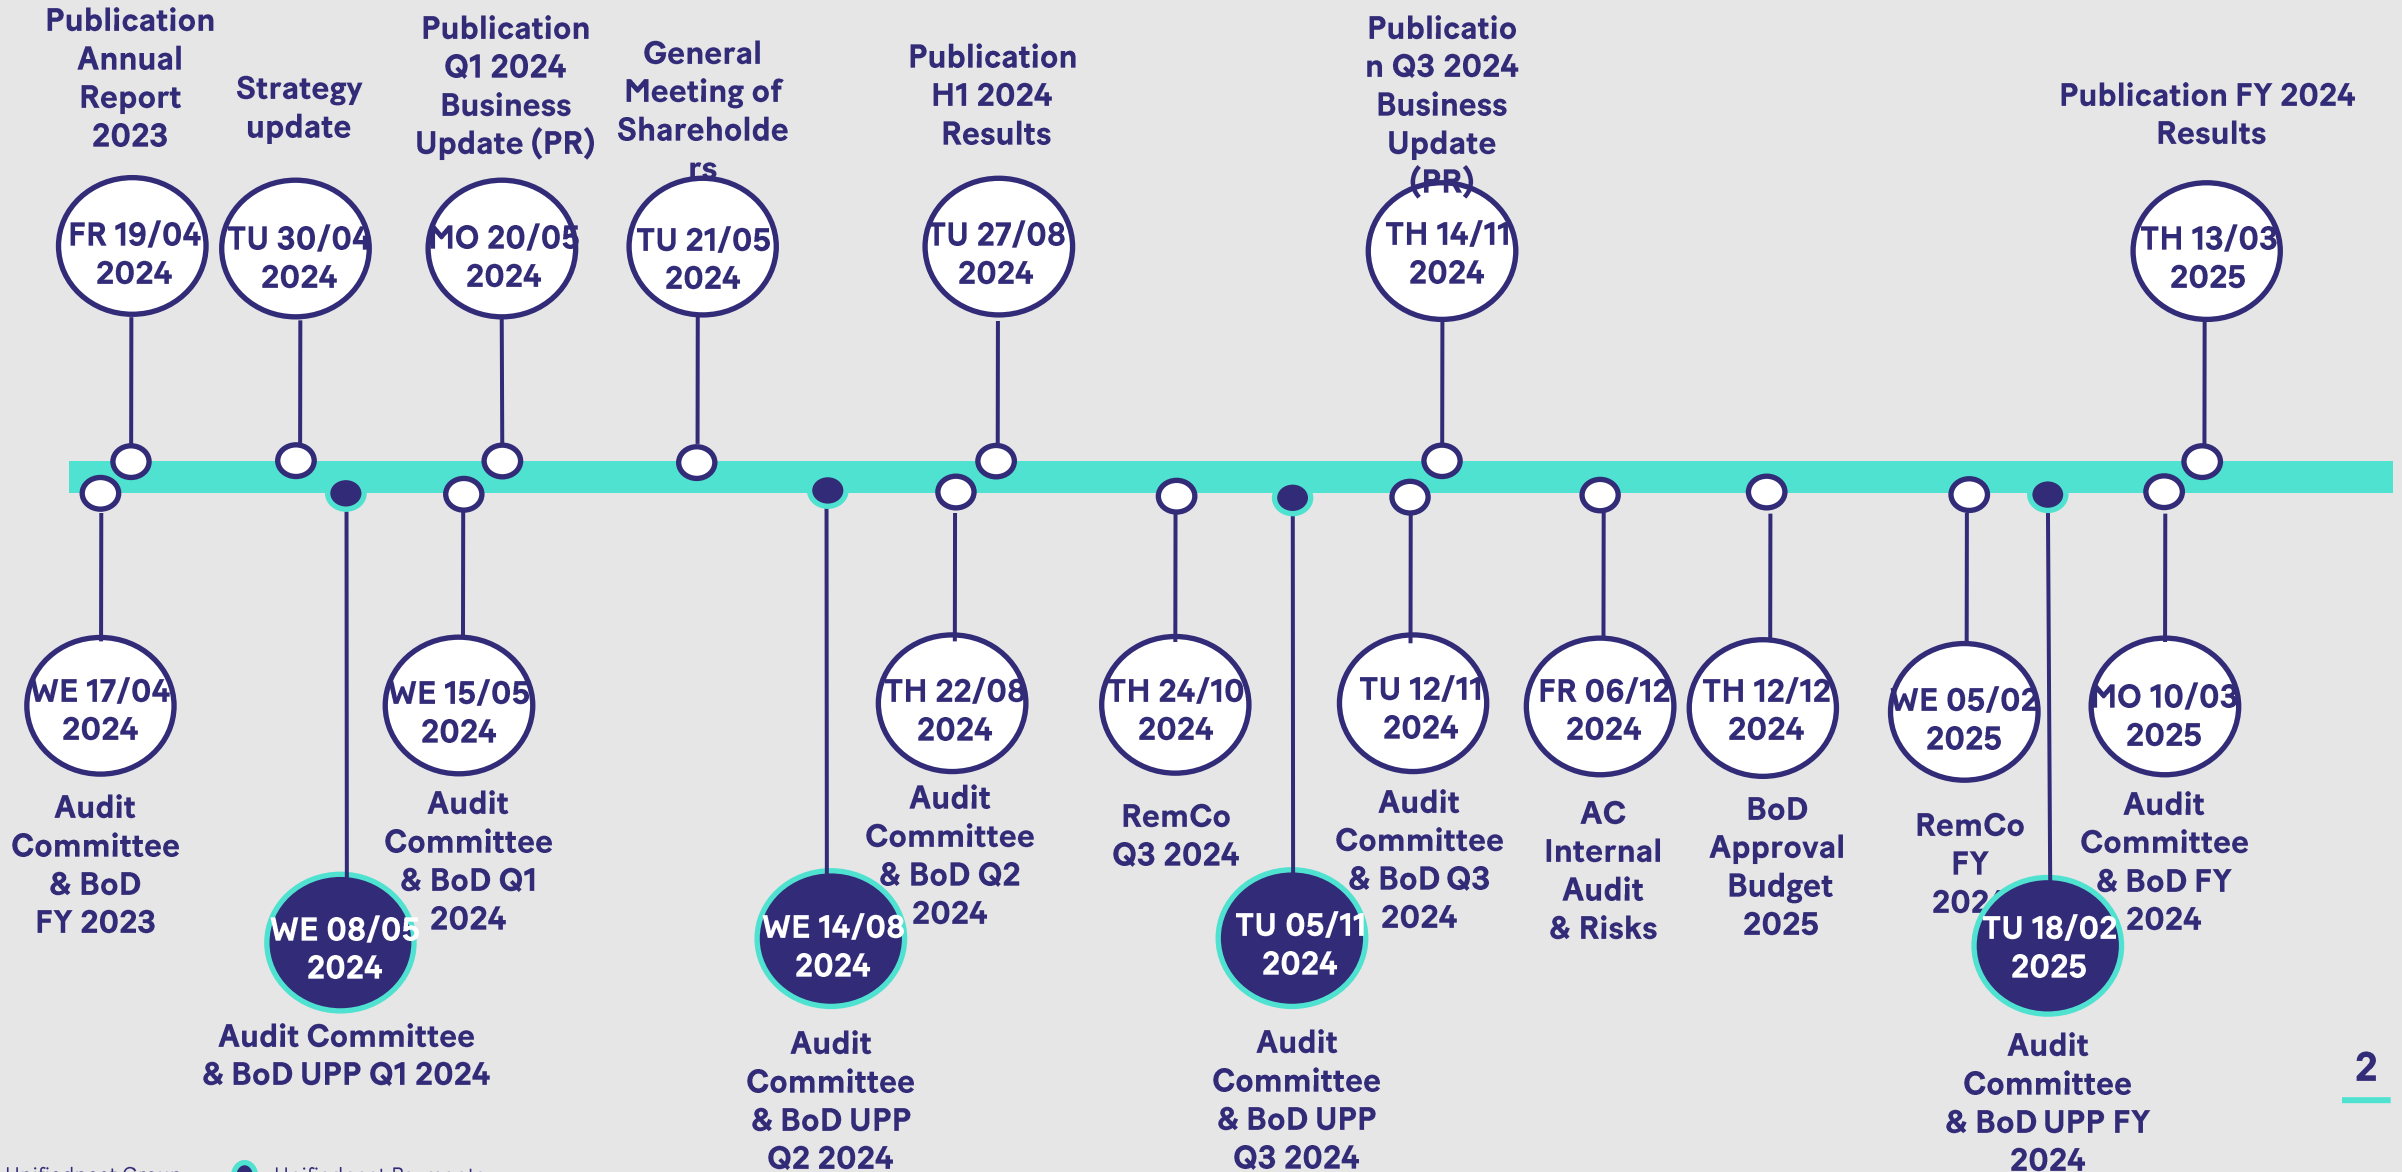 Publication
Annual
Report
2023
FR 19/04
2024
Strategy
update
TU 30/04
2024
Publication
Q1 2024
Business
Update (PR)
MO 20/05
2024
General
Meeting of
Shareholde
rs
TU 21/05
2024
Publication
H1 2024
Results
TU 27/08
2024
Publicatio
n Q3 2024
Business
Update
(PR)
TH 14/11
2024
Publication FY 2024
Results
TH 13/03
2025
WE 17/04
2024
Audit
Committee
& BoD
FY 2023
WE 08/05
2024
Audit Committee
& BoD UPP Q1 2024
WE 15/05
2024
Audit
Committee
& BoD Q1
2024
WE 14/08
2024
Audit
Committee
& BoD UPP
Q2 2024
TH 22/08
2024
Audit
Committee
& BoD Q2
2024
TH 24/10
2024
RemCo
Q3 2024
TU 05/11
2024
Audit
Committee
& BoD UPP
Q3 2024
TU 12/11
2024
Audit
Committee
& BoD Q3
2024
FR 06/12
2024
AC
Internal
Audit
& Risks
TH 12/12
2024
BoD
Approval
Budget
2025
WE 05/02
2025
RemCo
FY
2024
TU 18/02
2025
Audit
Committee
& BoD UPP FY
2024
MO 10/03
2025
Audit
Committee
& BoD FY
2024
2